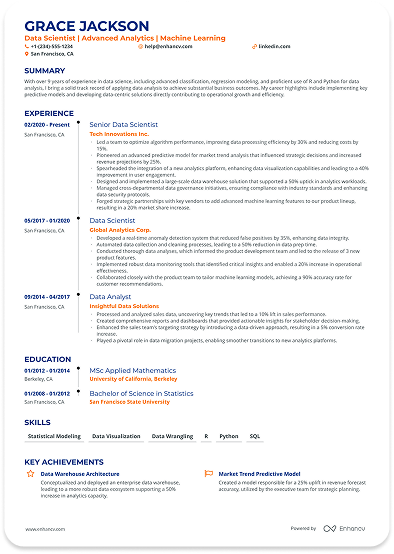 GRACE JACKSON
Data Scientist | Advanced Analytics | Machine Learning
+1-(234)-555-1234 help@enhancv.com linkedin.com
San Francisco, CA
SUMMARY
With over 9 years of experience in data science, including advanced classification, regression modeling, and proficient use of R and Python for data
analysis, I bring a solid track record of applying data analysis to achieve substantial business outcomes. My career highlights include implementing key
predictive models and developing data-centric solutions directly contributing to operational growth and efficiency.
EXPERIENCE
02/2020 - Present Senior Data Scientist
San Francisco, CA Tech Innovations Inc.
· Led a team to optimize algorithm performance, improving data processing efficiency by 30% and reducing costs by
15%.
· Pioneered an advanced predictive model for market trend analysis that influenced strategic decisions and increased
revenue projections by 25%.
· Spearheaded the integration of a new analytics platform, enhancing data visualization capabilities and leading to a 40%
improvement in user engagement.
· Designed and implemented a large-scale data warehouse solution that supported a 50% uptick in analytics workloads.
· Managed cross-departmental data governance initiatives, ensuring compliance with industry standards and enhancing
data security protocols.
· Forged strategic partnerships with key vendors to add advanced machine learning features to our product lineup,
resulting in a 20% market share increase.
05/2017 - 01/2020 Data Scientist
San Francisco, CA Global Analytics Corp.
· Developed a real-time anomaly detection system that reduced false positives by 35%, enhancing data integrity.
· Automated data collection and cleaning processes, leading to a 50% reduction in data prep time.
· Conducted thorough data analyses, which informed the product development team and led to the release of 3 new
product features.
· Implemented robust data monitoring tools that identified critical insights and enabled a 20% increase in operational
effectiveness.
· Collaborated closely with the product team to tailor machine learning models, achieving a 90% accuracy rate for
customer recommendations.
09/2014 - 04/2017 Data Analyst
San Francisco, CA Insightful Data Solutions
· Processed and analyzed sales data, uncovering key trends that led to a 10% lift in sales performance.
· Created comprehensive reports and dashboards that provided actionable insights for stakeholder decision-making.
· Enhanced the sales team's targeting strategy by introducing a data-driven approach, resulting in a 5% conversion rate
increase.
· Played a pivotal role in data migration projects, enabling smoother transitions to new analytics platforms.
EDUCATION
01/2012 - 01/2014 MSc Applied Mathematics
Berkeley, CA University of California, Berkeley
01/2008 - 01/2012 Bachelor of Science in Statistics
San Francisco, CA San Francisco State University
SKILLS
Statistical Modeling Data Visualization Data Wrangling R Python SQL
KEY ACHIEVEMENTS
Data Warehouse Architecture
Conceptualized and deployed an enterprise data warehouse,
leading to a more robust data ecosystem supporting a 50%
increase in analytics capacity.
Market Trend Predictive Model
Created a model responsible for a 25% uplift in revenue forecast
accuracy, utilized by the executive team for strategic planning.
www.enhancv.com Powered by Enhancv